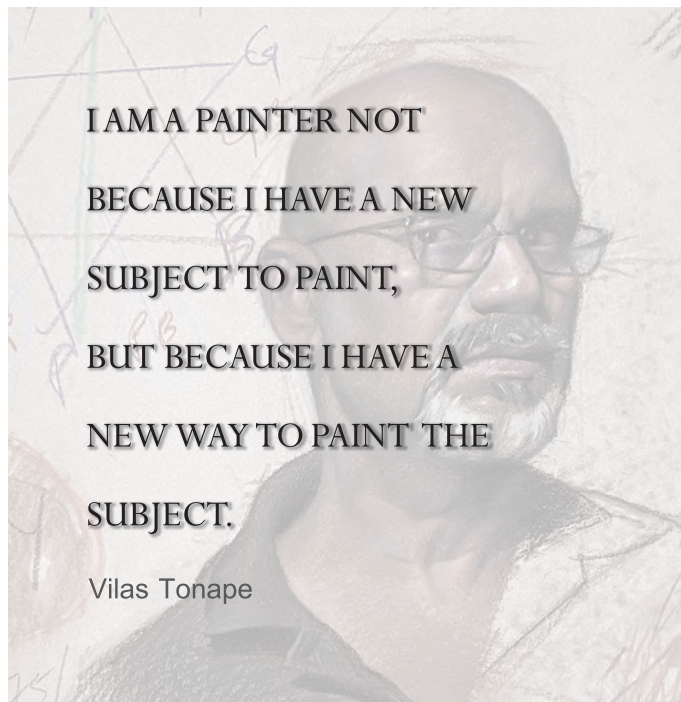 I AM A PAINTER NOT
BECAUSE I HAVE A NEW
SUBJECT TO PAINT,
BUT BECAUSE I HAVE A
NEW WAY TO PAINT THE
SUBJECT.
Vilas Tonape